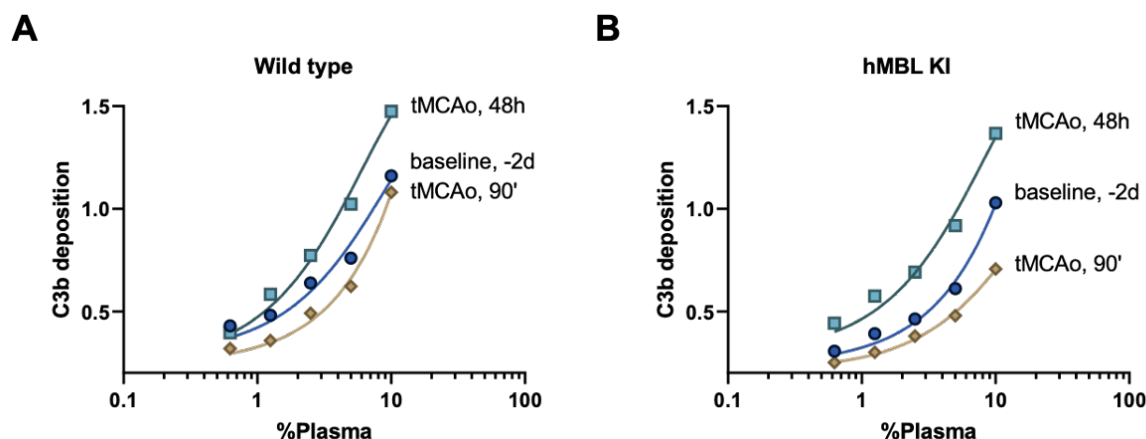 A
Wild type
C3b deposition
1.5
1.0
0.5
tMCAo, 48h
baseline, -2d
tMCAo, 90'
0.1
1
10
100
%Plasma
B
hMBL KI
C3b deposition
1.5
1.0
0.5
tMCAo, 48h
baseline, -2d
tMCAo, 90'
0.1
1
10
100
%Plasma